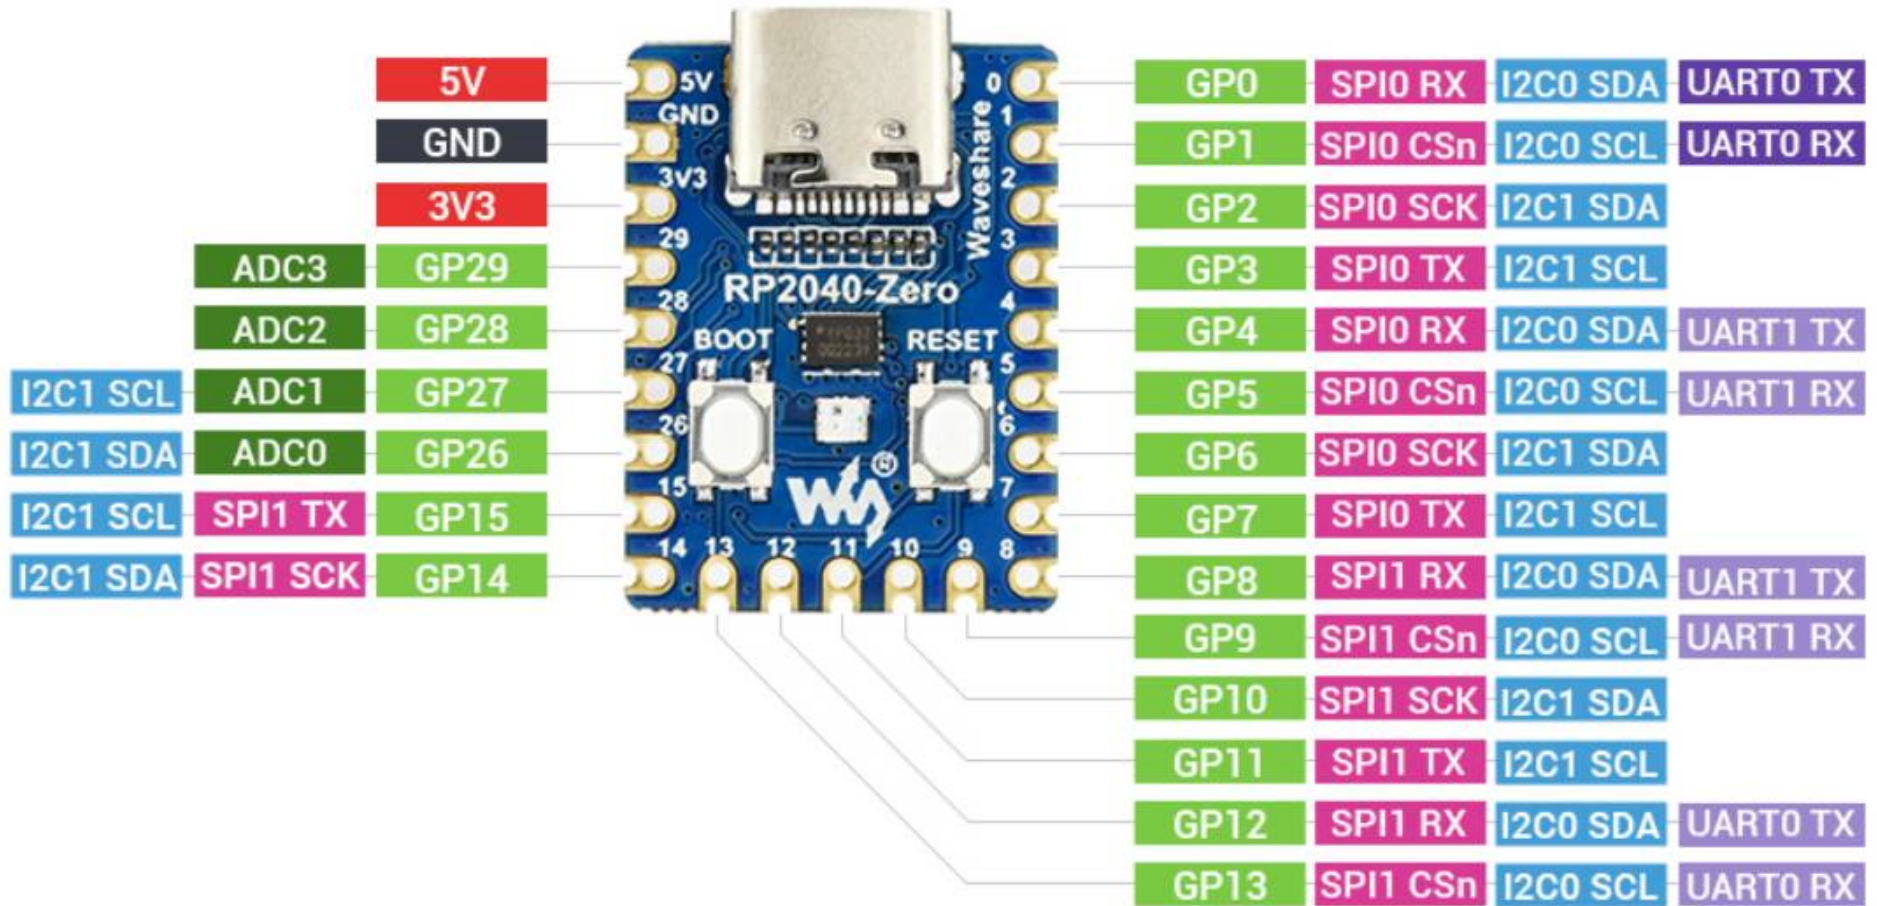 5V
GND
3V3
ADC3 GP29
ADC2 GP28
I2C1 SCL ADC1 GP27
I2C1 SDA ADC0 GP26
I2C1 SCL SPI1 TX GP15
I2C1 SDA SPI1 SCK GP14
5V
GND
3V3
29
28
27
26
15
14 13 12 11 10 9 8
0
1
2
3
4
5
6
7
Waveshare
RP2040-Zero
BOOT RESET
GP0 SPI0 RX I2C0 SDA UART0 TX
GP1 SPI0 CSn I2C0 SCL UART0 RX
GP2 SPI0 SCK I2C1 SDA
GP3 SPI0 TX I2C1 SCL
GP4 SPI0 RX I2C0 SDA UART1 TX
GP5 SPI0 CSn I2C0 SCL UART1 RX
GP6 SPI0 SCK I2C1 SDA
GP7 SPI0 TX I2C1 SCL
GP8 SPI1 RX I2C0 SDA UART1 TX
GP9 SPI1 CSn I2C0 SCL UART1 RX
GP10 SPI1 SCK I2C1 SDA
GP11 SPI1 TX I2C1 SCL
GP12 SPI1 RX I2C0 SDA UART0 TX
GP13 SPI1 CSn I2C0 SCL UART0 RX